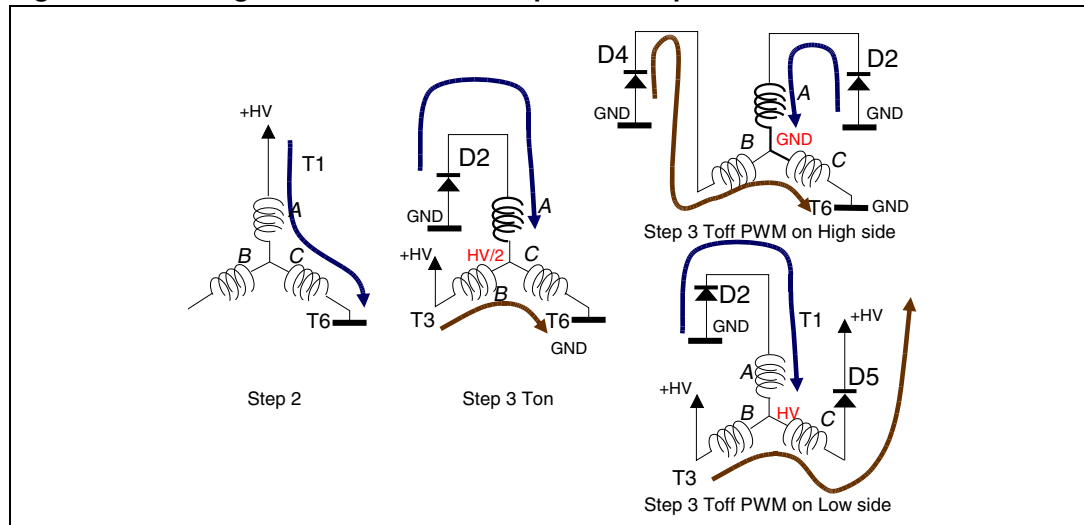 D4
GND
D2
GND
A
B
GND
C
T6
GND
Step 3 Toff PWM on High side
+HV
T1
A
B
C
T6
Step 2
D2
GND
A
+HV
HV/2
C
B
T3
T6
GND
Step 3 Ton
D2
GND
T1
+HV
A
D5
+HV
B
HV
C
T3
Step 3 Toff PWM on Low side